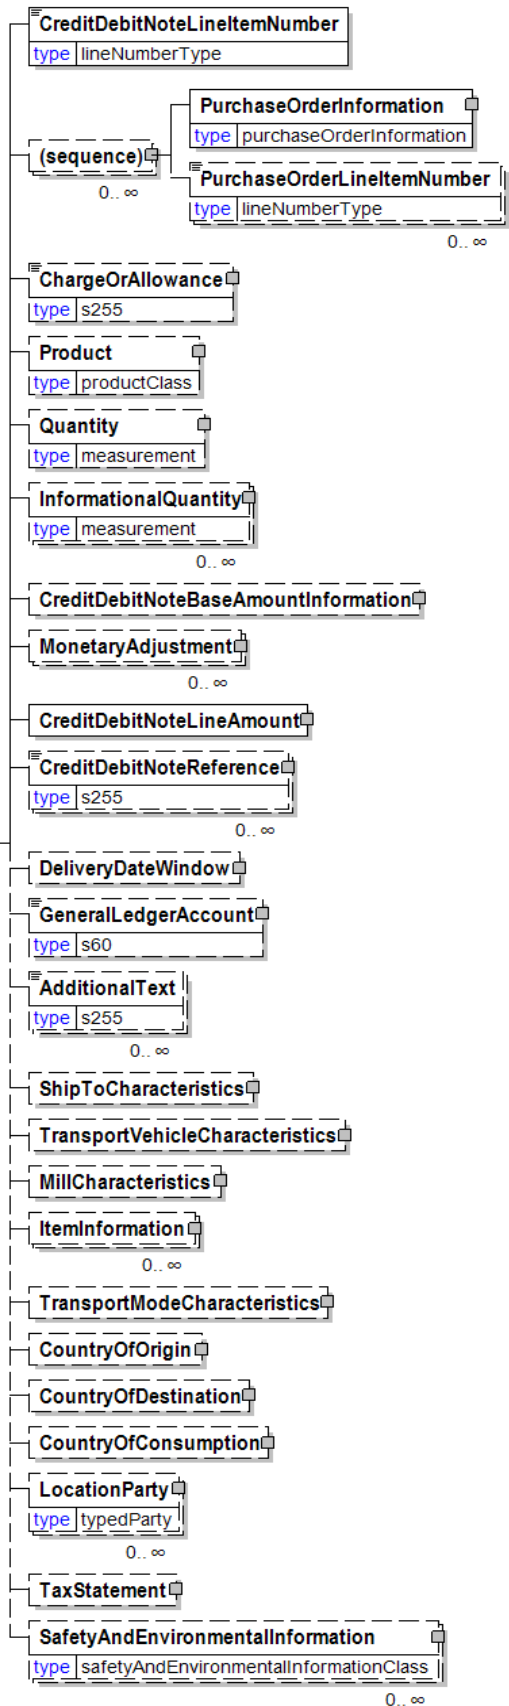 CreditDebitNoteLineItemNumber
type lineNumberType
PurchaseOrderInformation
type purchaseOrderInformation
(sequence)
0.. ∞
PurchaseOrderLineItemNumber
type lineNumberType
0.. ∞
ChargeOrAllowance
type s255
Product
type productClass
Quantity
type measurement
InformationalQuantity
type measurement
0.. ∞
CreditDebitNoteBaseAmountInformation
MonetaryAdjustment
0.. ∞
CreditDebitNoteLineAmount
CreditDebitNoteReference
type s255
0.. ∞
DeliveryDateWindow
GeneralLedgerAccount
type s60
AdditionalText
type s255
0.. ∞
ShipToCharacteristics
TransportVehicleCharacteristics
MillCharacteristics
ItemInformation
0.. ∞
TransportModeCharacteristics
CountryOfOrigin
CountryOfDestination
CountryOfConsumption
LocationParty
type typedParty
0.. ∞
TaxStatement
SafetyAndEnvironmentalInformation
type safetyAndEnvironmentalInformationClass
0.. ∞